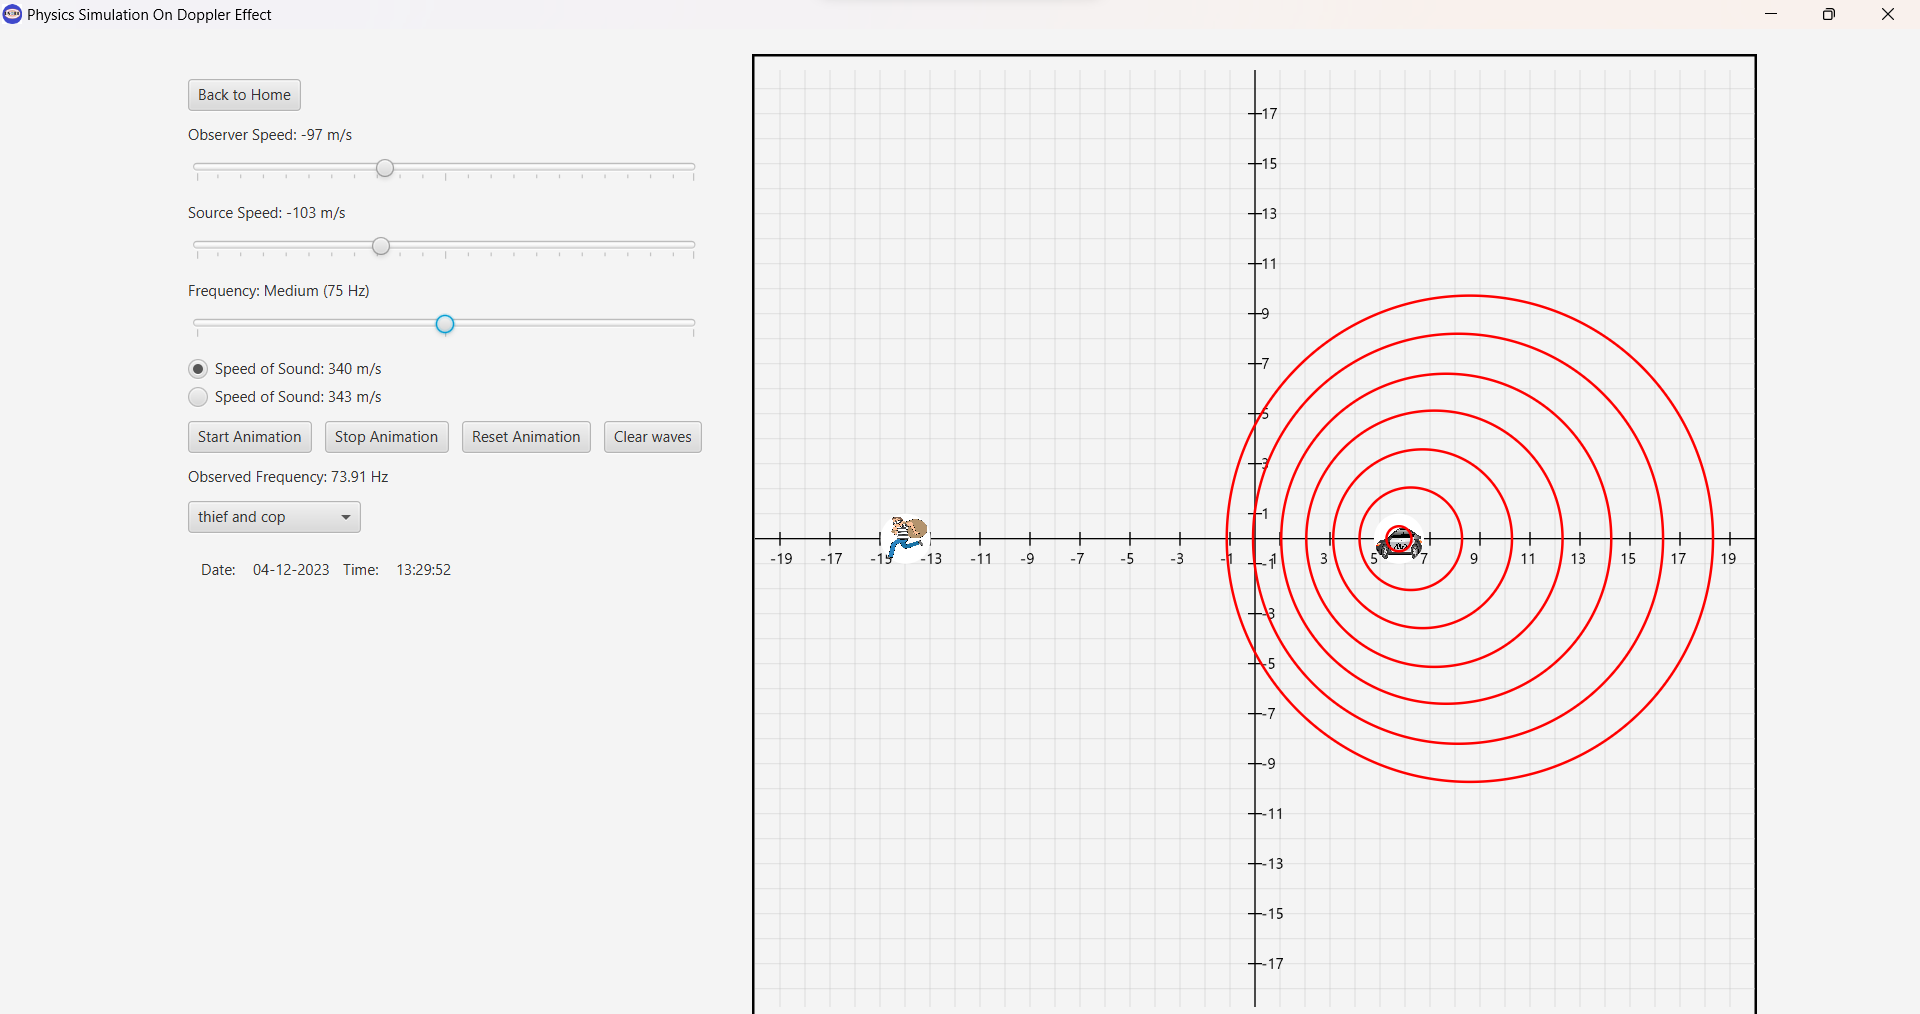 Physics Simulation On Doppler Effect
Back to Home
Observer Speed: -97 m/s
Source Speed: -103 m/s
Frequency: Medium (75 Hz)
Speed of Sound: 340 m/s
Speed of Sound: 343 m/s
Start Animation Stop Animation Reset Animation Clear waves
Observed Frequency: 73.91 Hz
thief and cop
Date: 04-12-2023 Time: 13:29:52
17
15
13
11
9
7
5
3
1
-19 -17 -15 -13 -11 -9 -7 -5 -3 -1 1 3 5 7 9 11 13 15 17 19
-1
-3
-5
-7
-9
-11
-13
-15
-17